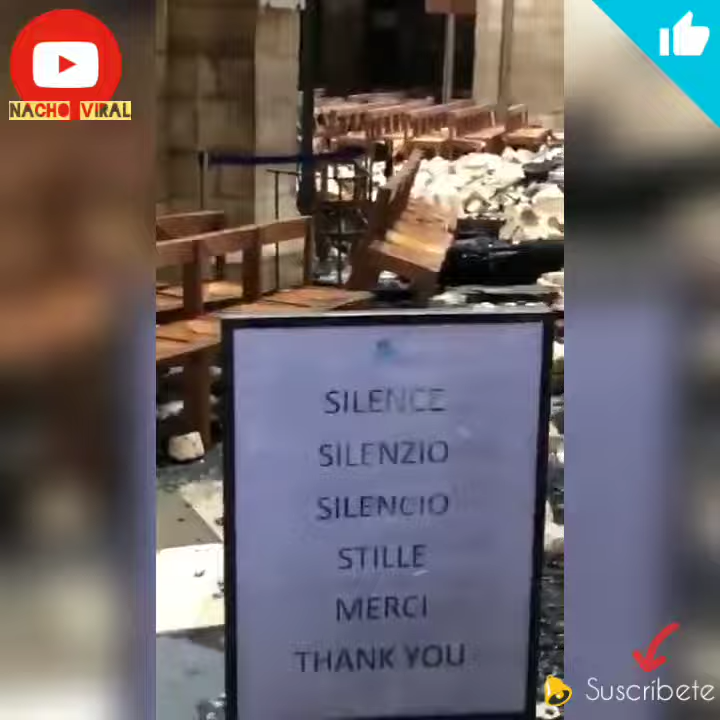 NACHO VIRAL
SILENCE
SILENZIO
SILENCIO
STILLE
MERCI
THANK YOU
Suscríbete